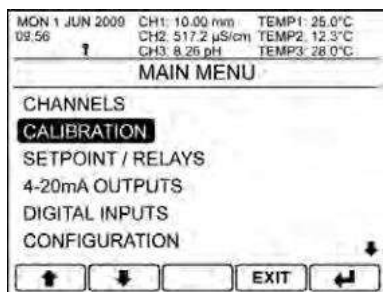 MON 1 JUN 2009 CH1: 10.00 mm TEMP1: 25.0°C
09:56 CH2: 517.2 µS/cm TEMP2: 12.3°C
CH3: 8.26 pH TEMP3: 28.0°C
MAIN MENU
CHANNELS
CALIBRATION
SETPOINT / RELAYS
4-20mA OUTPUTS
DIGITAL INPUTS
CONFIGURATION
EXIT